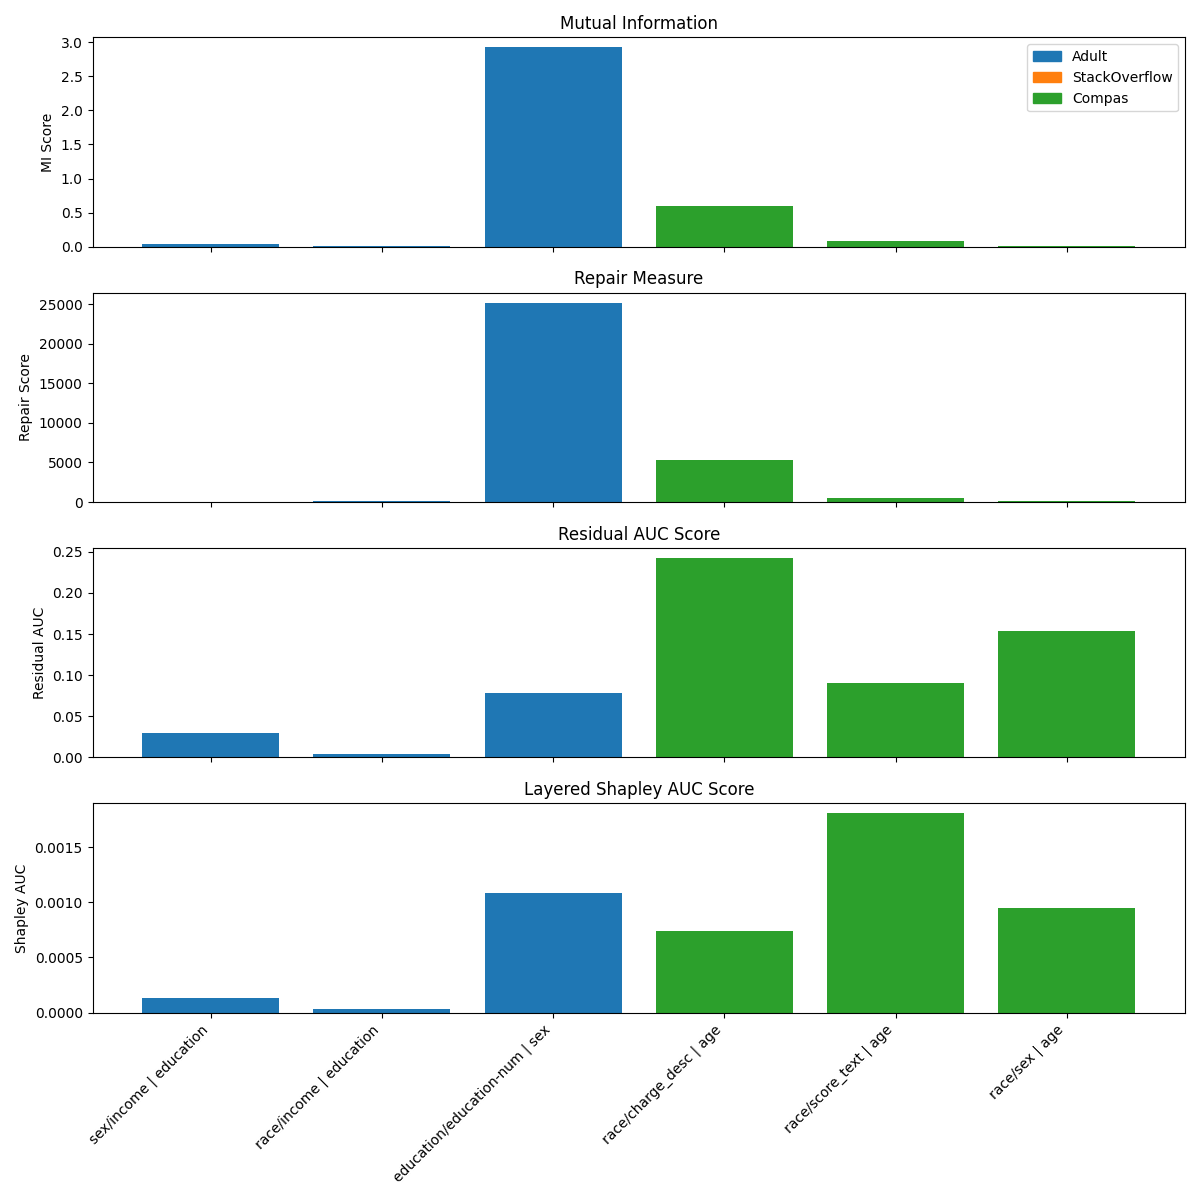 Mutual Information
MI Score
3.0
2.5
2.0
1.5
1.0
0.5
0.0
Adult
StackOverflow
Compas
Repair Measure
Repair Score
25000
20000
15000
10000
5000
0
Residual AUC Score
Residual AUC
0.25
0.20
0.15
0.10
0.05
0.00
Layered Shapley AUC Score
Shapley AUC
0.0015
0.0010
0.0005
0.0000
sex/income | education
race/income | education
education/education-num | sex
race/charge_desc | age
race/score_text | age
race/sex | age